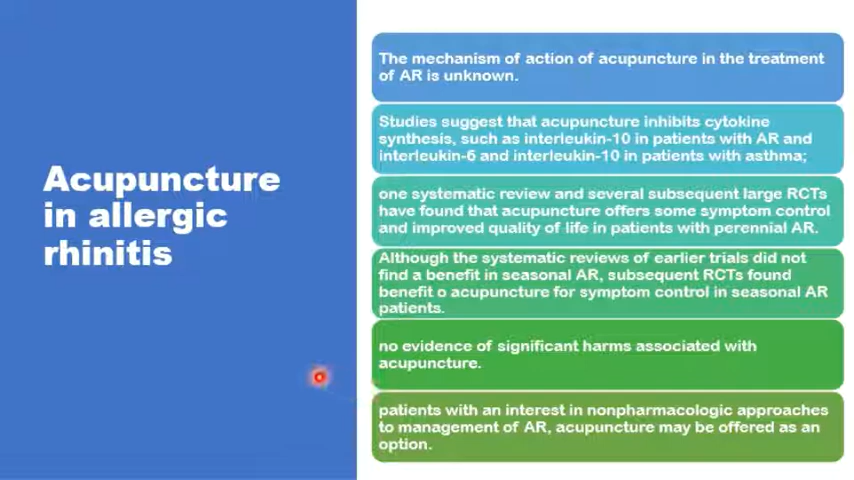 Acupuncture
in allergic
rhinitis
The mechanism of action of acupuncture in the treatment
of AR is unknown.
Studies suggest that acupuncture inhibits cytokine
synthesis, such as interleukin-10 in patients with AR and
interleukin-6 and interleukin-10 in patients with asthma;
one systematic review and several subsequent large RCTs
have found that acupuncture offers some symptom control
and improved quality of life in patients with perennial AR.
Although the systematic reviews of earlier trials did not
find a benefit in seasonal AR, subsequent RCTs found
benefit o acupuncture for symptom control in seasonal AR
patients.
no evidence of significant harms associated with
acupuncture.
patients with an interest in nonpharmacologic approaches
to management of AR, acupuncture may be offered as an
option.